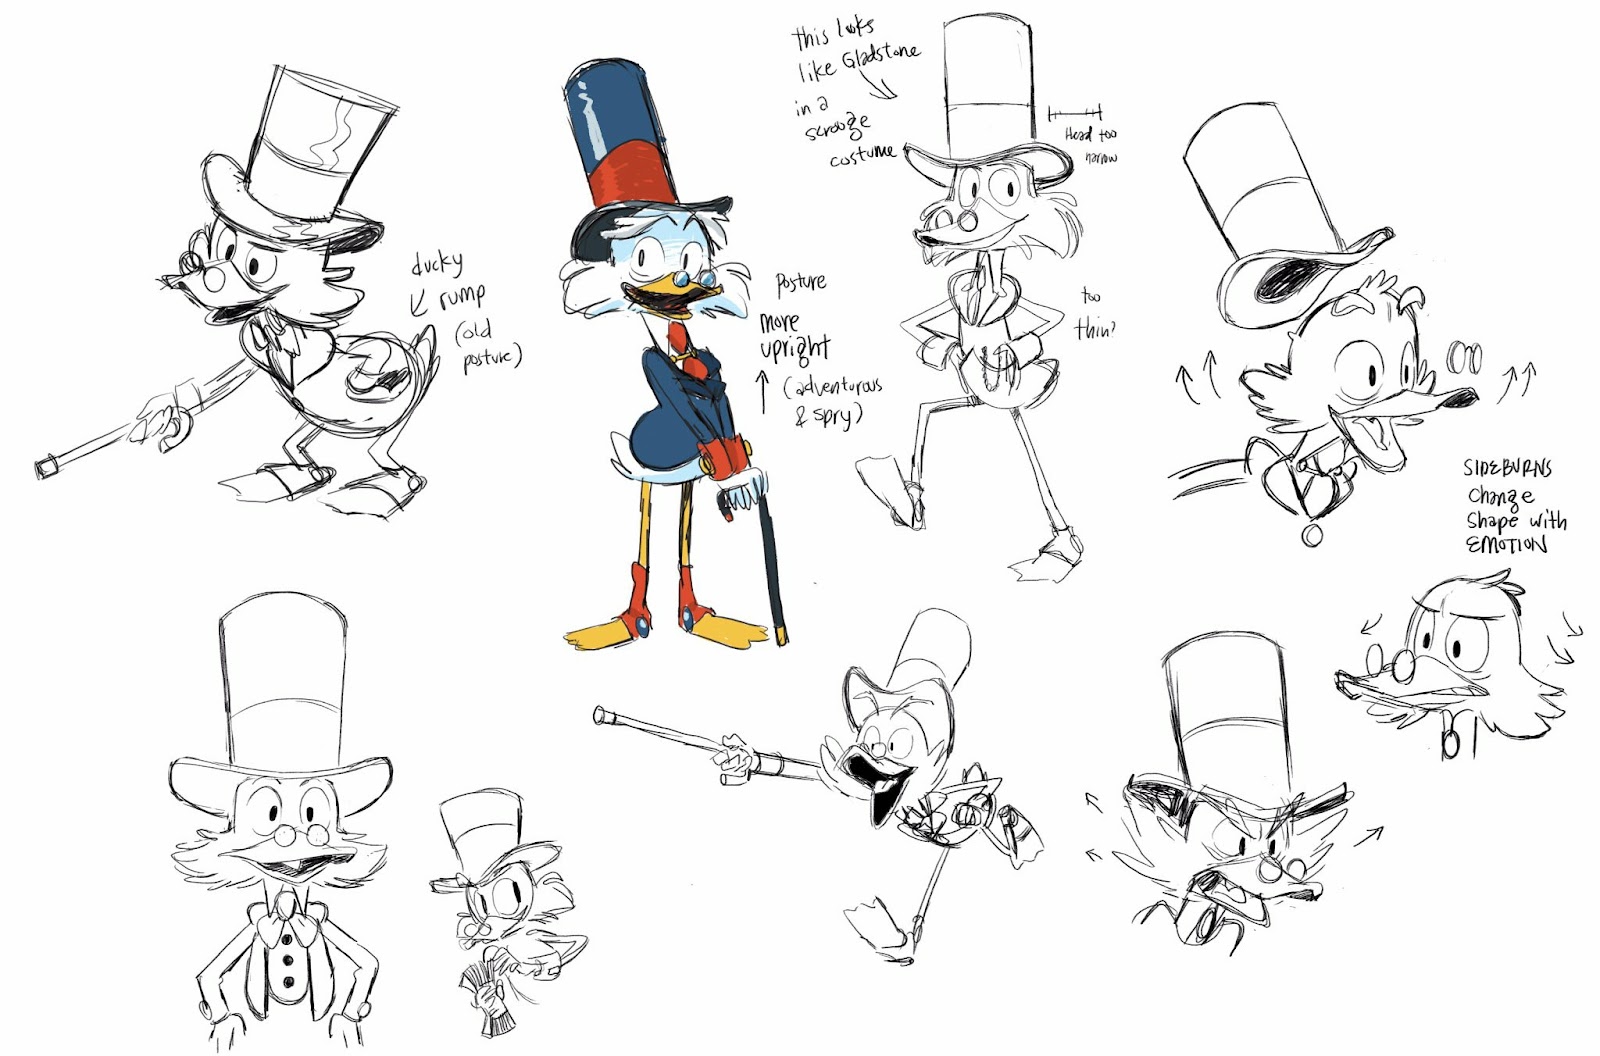 ducky
rump
(old
posture)
posture
more
upright
(adventurous
& spry)
this looks
like Gladstone
in a
scrooge
costume
Head too
narrow
too
thin?
SIDEBURNS
Change
Shape with
EMOTION